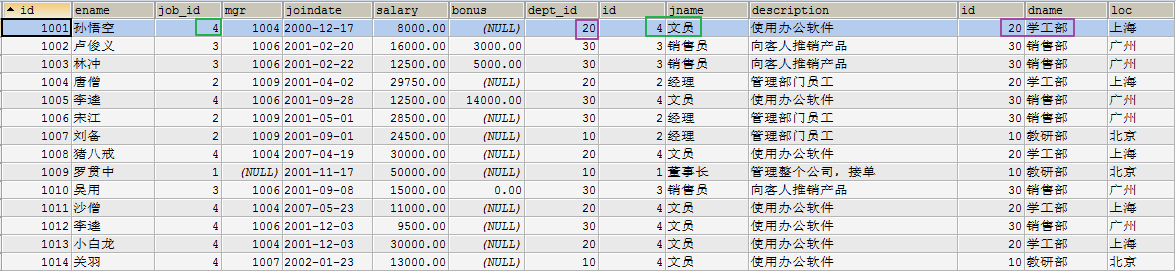 id ename job_id mgr joindate salary bonus dept_id id jname description id dname loc
1001 孙悟空 4 1004 2000-12-17 8000.00 (NULL) 20 4 文员 使用办公软件 20 学工部 上海
1002 卢俊义 3 1006 2001-02-20 16000.00 3000.00 30 3 销售员 向客人推销产品 30 销售部 广州
1003 林冲 3 1006 2001-02-22 12500.00 5000.00 30 3 销售员 向客人推销产品 30 销售部 广州
1004 唐僧 2 1009 2001-04-02 29750.00 (NULL) 20 2 经理 管理部门员工 20 学工部 上海
1005 李逵 4 1006 2001-09-28 12500.00 14000.00 30 4 文员 使用办公软件 30 销售部 广州
1006 宋江 2 1009 2001-05-01 28500.00 (NULL) 30 2 经理 管理部门员工 30 销售部 广州
1007 刘备 2 1009 2001-09-01 24500.00 (NULL) 10 2 经理 管理部门员工 10 教研部 北京
1008 猪八戒 4 1004 2007-04-19 30000.00 (NULL) 20 4 文员 使用办公软件 20 学工部 上海
1009 罗贯中 1 (NULL) 2001-11-17 50000.00 (NULL) 10 1 董事长 管理整个公司，接单 10 教研部 北京
1010 吴用 3 1006 2001-09-08 15000.00 0.00 30 3 销售员 向客人推销产品 30 销售部 广州
1011 沙僧 4 1004 2007-05-23 11000.00 (NULL) 20 4 文员 使用办公软件 20 学工部 上海
1012 李逵 4 1006 2001-12-03 9500.00 (NULL) 30 4 文员 使用办公软件 30 销售部 广州
1013 小白龙 4 1004 2001-12-03 30000.00 (NULL) 20 4 文员 使用办公软件 20 学工部 上海
1014 关羽 4 1007 2002-01-23 13000.00 (NULL) 10 4 文员 使用办公软件 10 教研部 北京